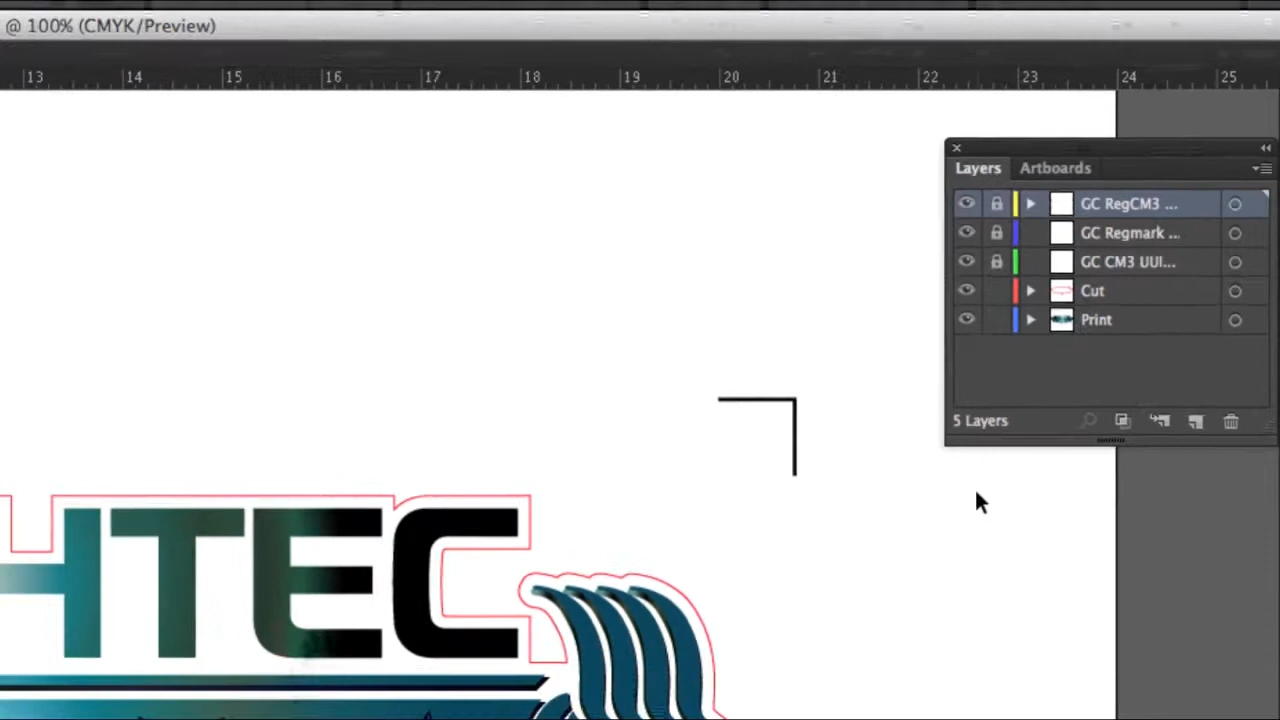 @ 100% (CMYK/Preview)
13 14 15 16 17 18 19 20 21 22 23 24 25
Layers Artboards
GC RegCM3 ...
GC Regmark ...
GC CM3 UUI...
Cut
Print
5 Layers
HTEC